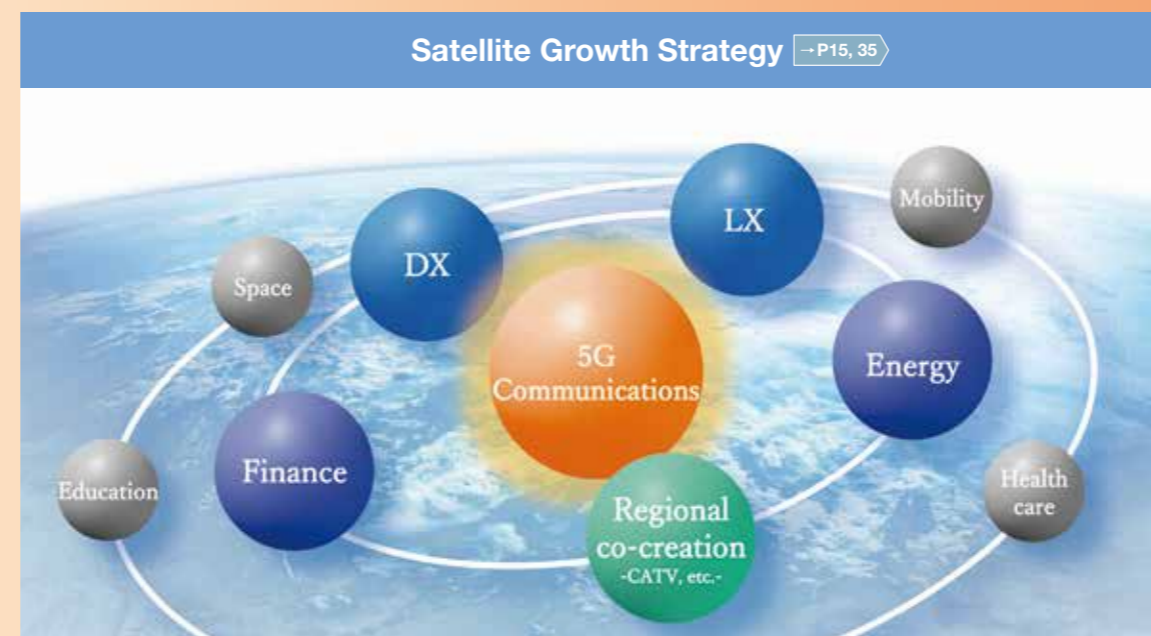 Satellite Growth Strategy →P15, 35
Mobility
LX
DX
Space
5G
Communications
Energy
Finance
Education
Health
care
Regional
co-creation
-CATV, etc.-